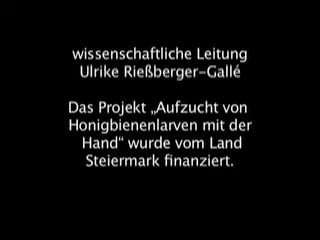 wissenschaftliche Leitung
Ulrike Rießberger-Gallé
Das Projekt „Aufzucht von
Honigbienenlarven mit der
Hand“ wurde vom Land
Steiermark finanziert.